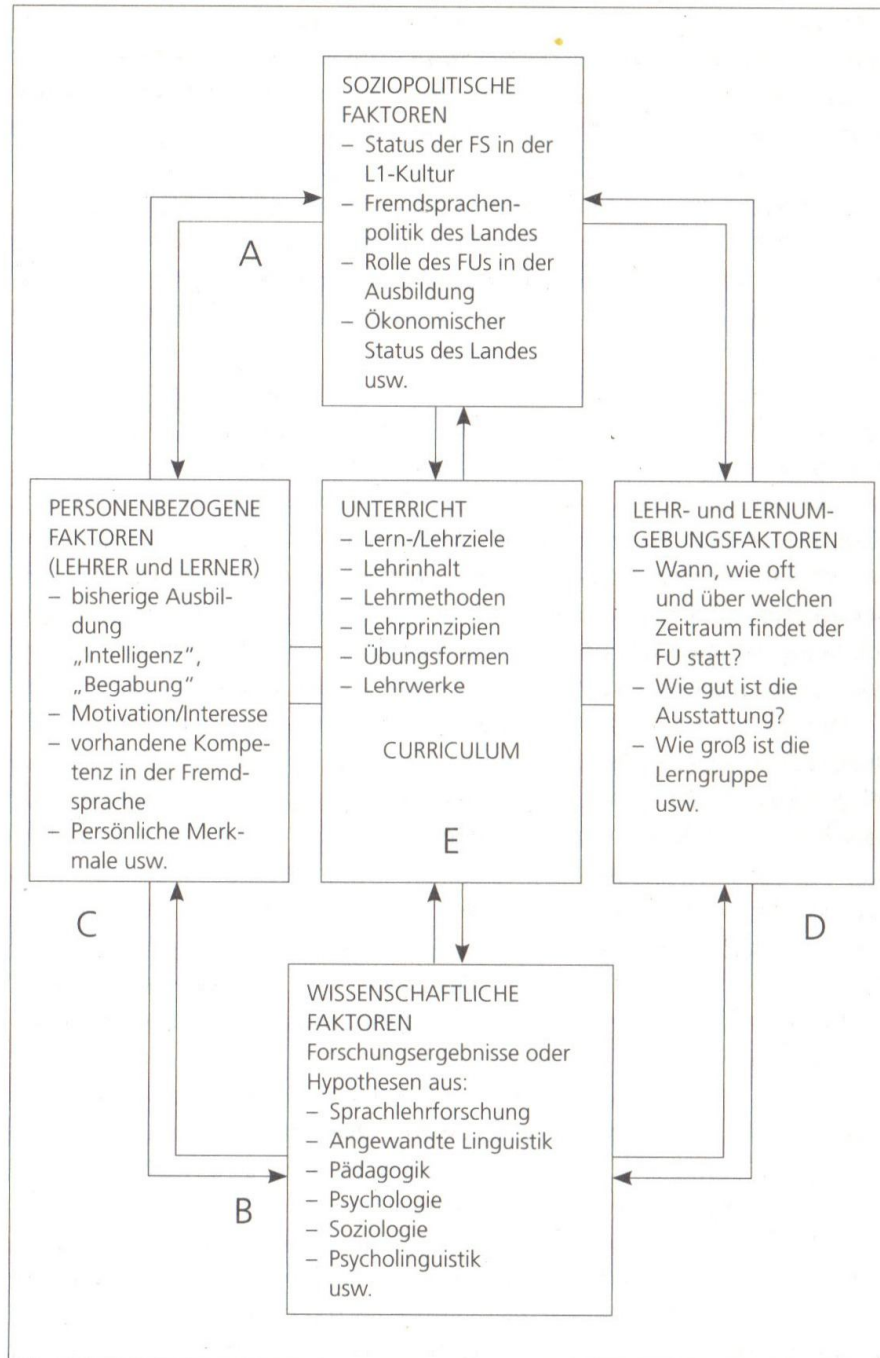 SOZIOPOLITISCHE
FAKTOREN
– Status der FS in der
L1-Kultur
– Fremdsprachen-
politik des Landes
– Rolle des FUs in der
Ausbildung
– Ökonomischer
Status des Landes
usw.
A
PERSONENBEZOGENE
FAKTOREN
(LEHRER und LERNER)
– bisherige Ausbil-
dung
„Intelligenz“,
„Begabung“
– Motivation/Interesse
– vorhandene Kompe-
tenz in der Fremd-
sprache
– Persönliche Merk-
male usw.
C
UNTERRICHT
– Lern-/Lehrziele
– Lehrinhalt
– Lehrmethoden
– Lehrprinzipien
– Übungsformen
– Lehrwerke
CURRICULUM
E
LEHR- und LERNUM-
GEBUNGSFAKTOREN
– Wann, wie oft
und über welchen
Zeitraum findet der
FU statt?
– Wie gut ist die
Ausstattung?
– Wie groß ist die
Lerngruppe
usw.
D
WISSENSCHAFTLICHE
FAKTOREN
Forschungsergebnisse oder
Hypothesen aus:
– Sprachlehrforschung
– Angewandte Linguistik
– Pädagogik
– Psychologie
– Soziologie
– Psycholinguistik
usw.
B